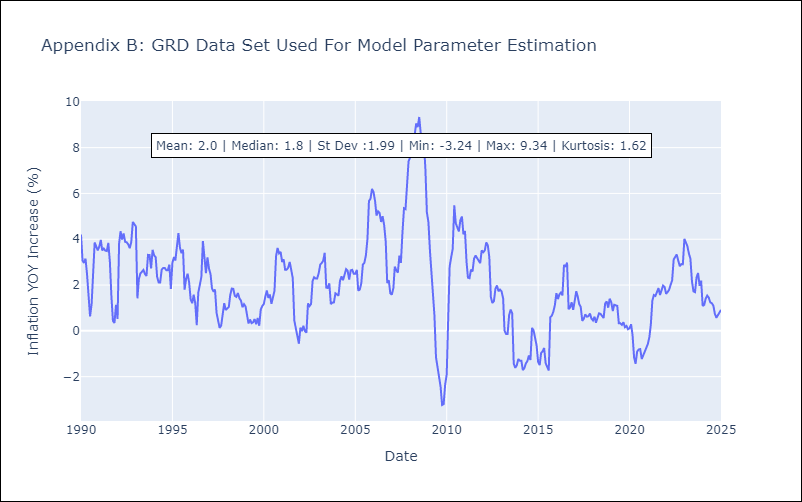 Appendix B: GRD Data Set Used For Model Parameter Estimation
Mean: 2.0 | Median: 1.8 | St Dev :1.99 | Min: -3.24 | Max: 9.34 | Kurtosis: 1.62
Inflation YOY Increase (%)
10
8
6
4
2
0
−2
1990 1995 2000 2005 2010 2015 2020 2025
Date